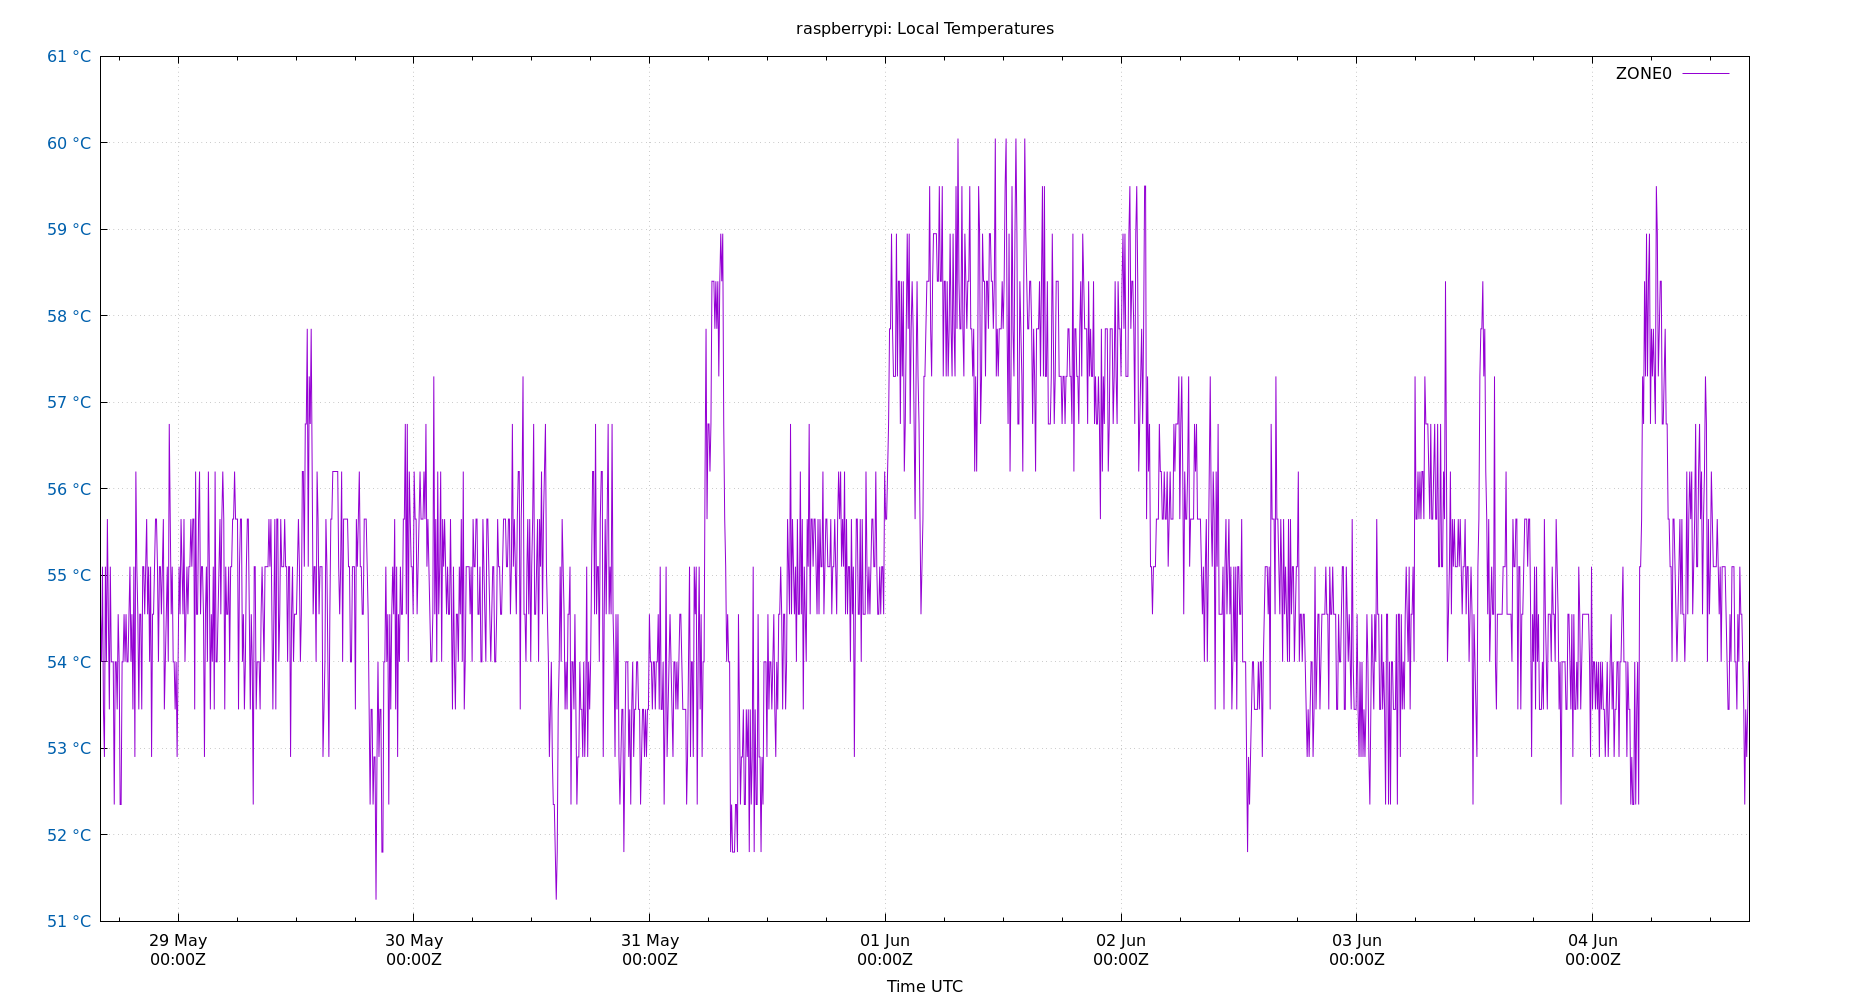 raspberrypi: Local Temperatures
61 °C
ZONE0
60 °C
59 °C
58 °C
57 °C
56 °C
55 °C
54 °C
53 °C
52 °C
51 °C
29 May 30 May 31 May 01 Jun 02 Jun 03 Jun 04 Jun
00:00Z 00:00Z 00:00Z 00:00Z 00:00Z 00:00Z 00:00Z
Time UTC